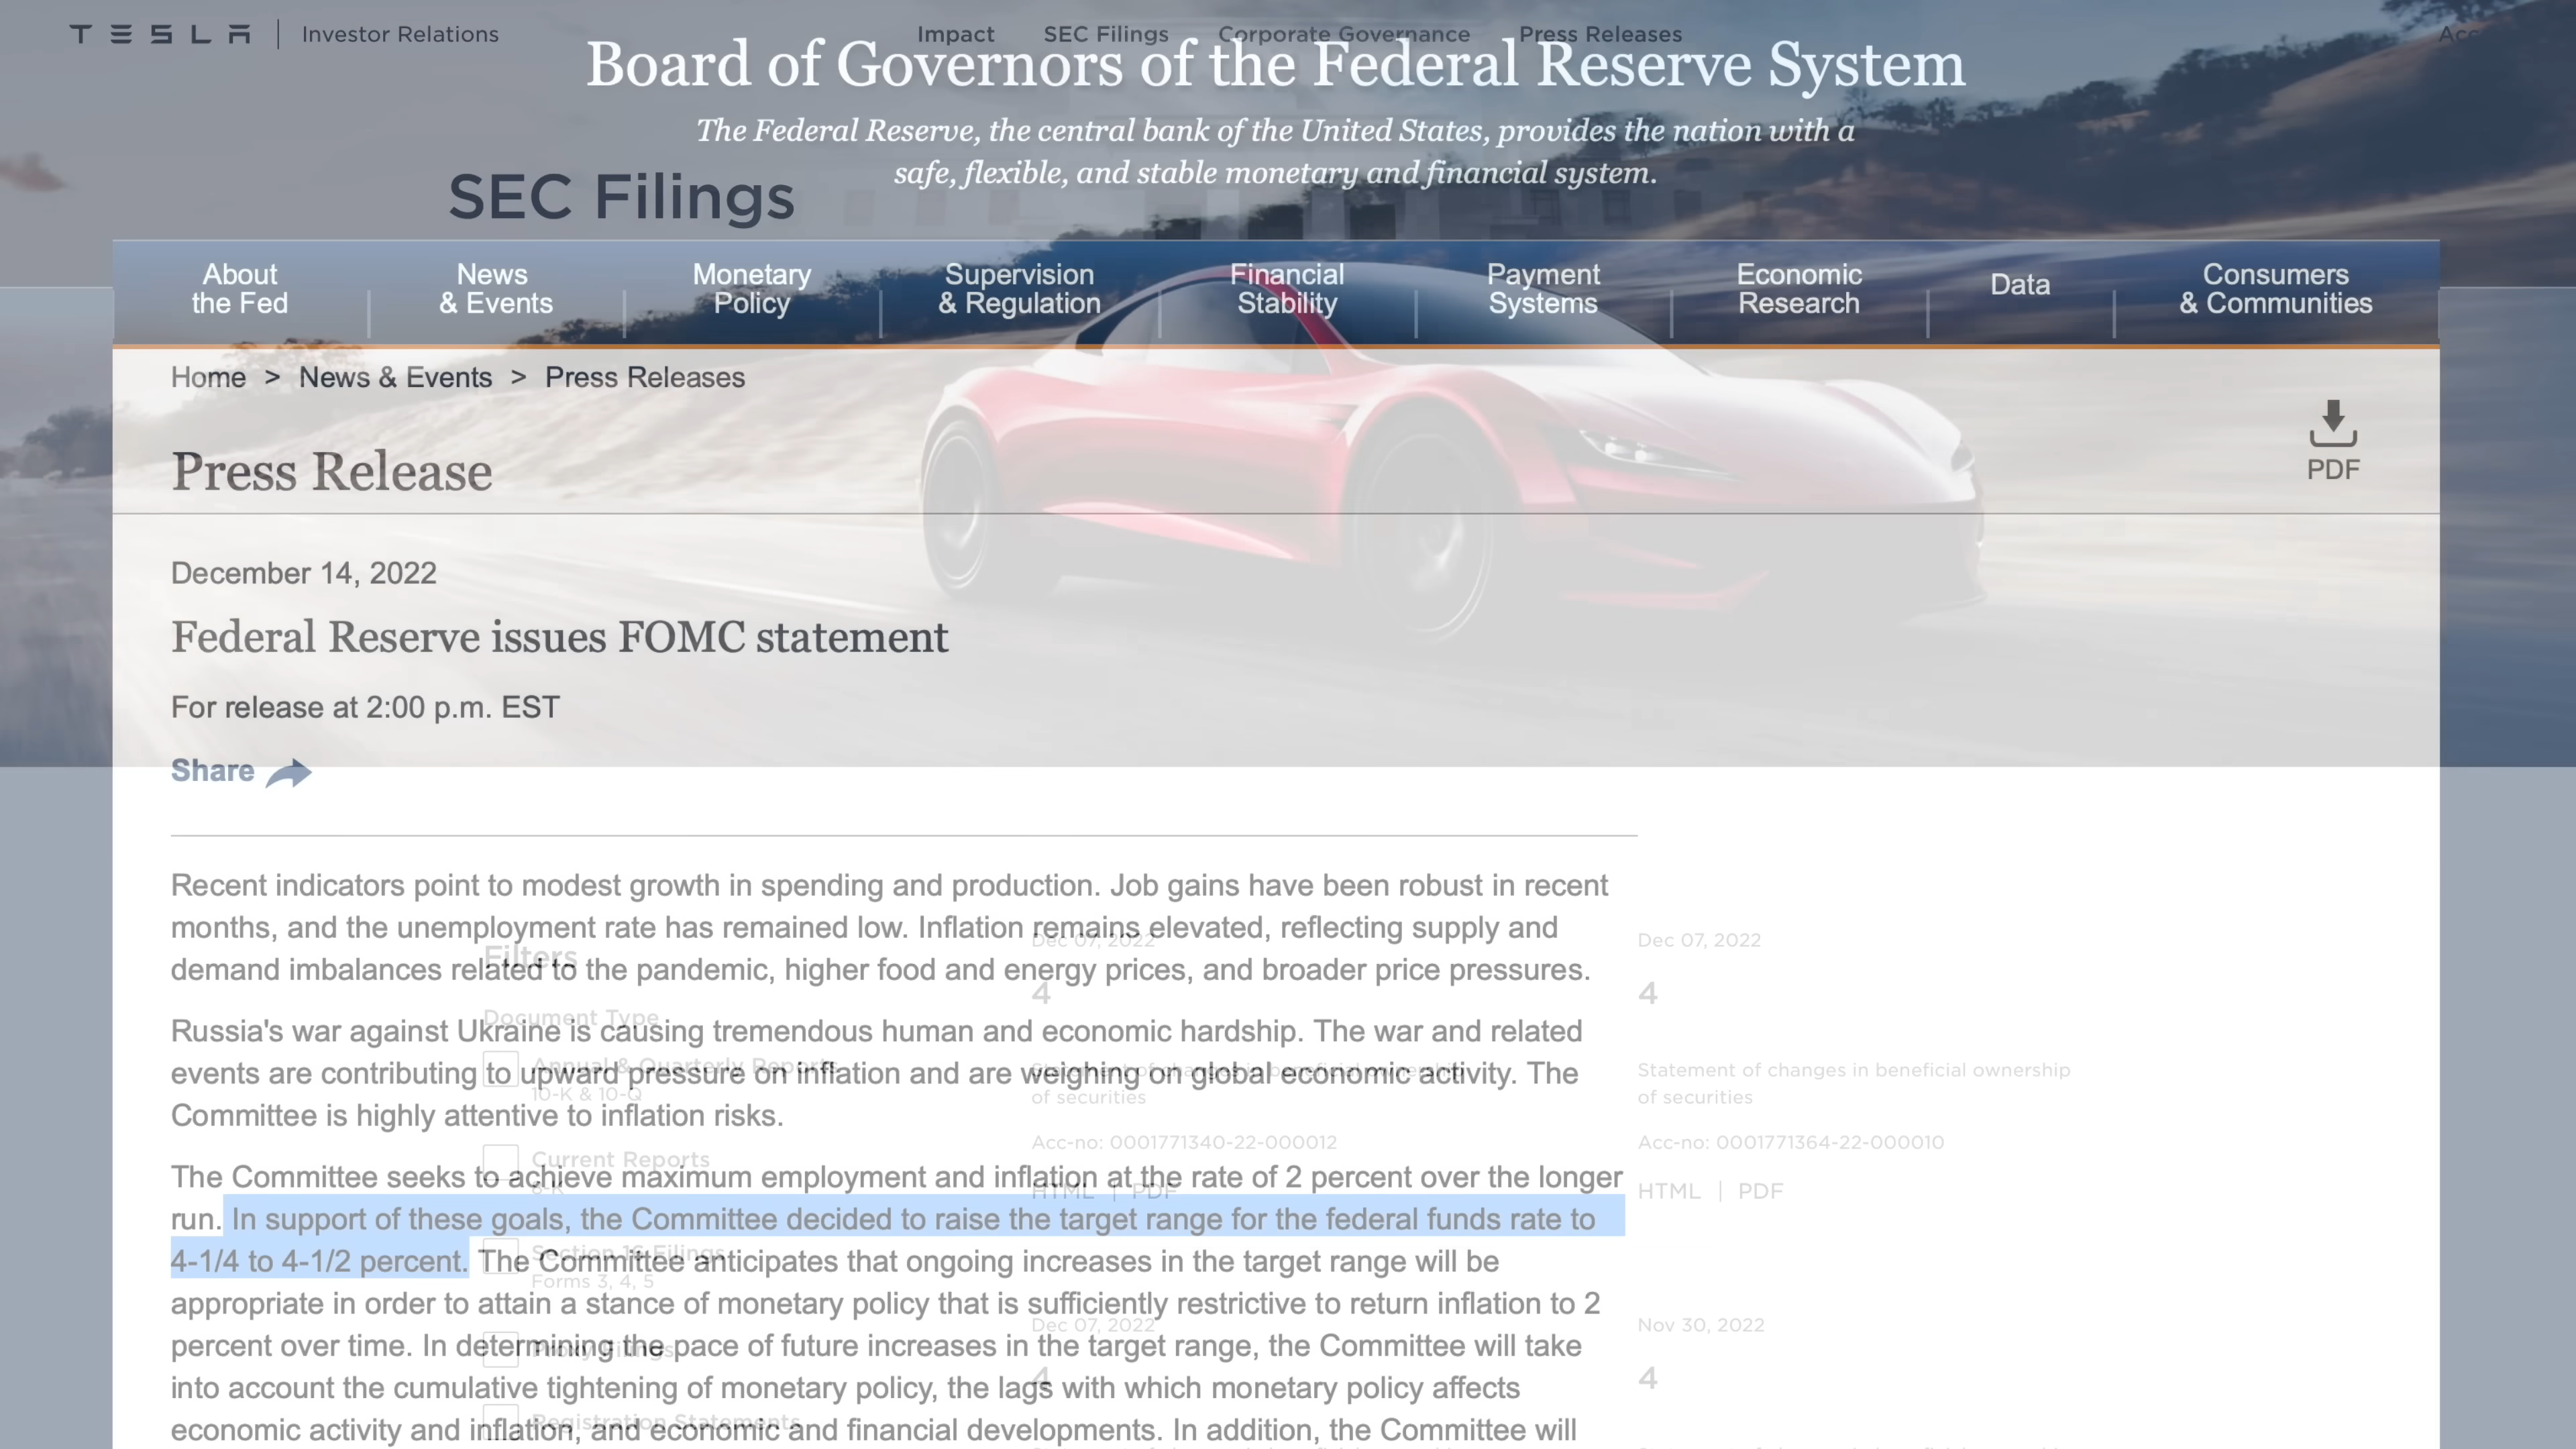 TESLA | Investor Relations
Impact SEC Filings Corporate Governance Press Releases
Board of Governors of the Federal Reserve System
The Federal Reserve, the central bank of the United States, provides the nation with a
safe, flexible, and stable monetary and financial system.
SEC Filings
About
the Fed
News
& Events
Monetary
Policy
Supervision
& Regulation
Financial
Stability
Payment
Systems
Economic
Research
Data
Consumers
& Communities
Home > News & Events > Press Releases
Press Release
PDF
December 14, 2022
Federal Reserve issues FOMC statement
For release at 2:00 p.m. EST
Share
Recent indicators point to modest growth in spending and production. Job gains have been robust in recent
months, and the unemployment rate has remained low. Inflation remains elevated, reflecting supply and
demand imbalances related to the pandemic, higher food and energy prices, and broader price pressures.
Russia's war against Ukraine is causing tremendous human and economic hardship. The war and related
events are contributing to upward pressure on inflation and are weighing on global economic activity. The
Committee is highly attentive to inflation risks.
The Committee seeks to achieve maximum employment and inflation at the rate of 2 percent over the longer
run. In support of these goals, the Committee decided to raise the target range for the federal funds rate to
4-1/4 to 4-1/2 percent. The Committee anticipates that ongoing increases in the target range will be
appropriate in order to attain a stance of monetary policy that is sufficiently restrictive to return inflation to 2
percent over time. In determining the pace of future increases in the target range, the Committee will take
into account the cumulative tightening of monetary policy, the lags with which monetary policy affects
economic activity and inflation, and economic and financial developments. In addition, the Committee will
Filters
Document Type
Annual & Quarterly Reports
10-K & 10-Q
Current Reports
8-K
Section 16 Filings
Forms 3, 4, 5
Proxy Filings
Registration Statements
Dec 07, 2022
4
Statement of changes in beneficial ownership
of securities
Acc-no: 0001771340-22-000012
HTML | PDF
Dec 07, 2022
4
Dec 07, 2022
4
Statement of changes in beneficial ownership
of securities
Acc-no: 0001771364-22-000010
HTML | PDF
Nov 30, 2022
4